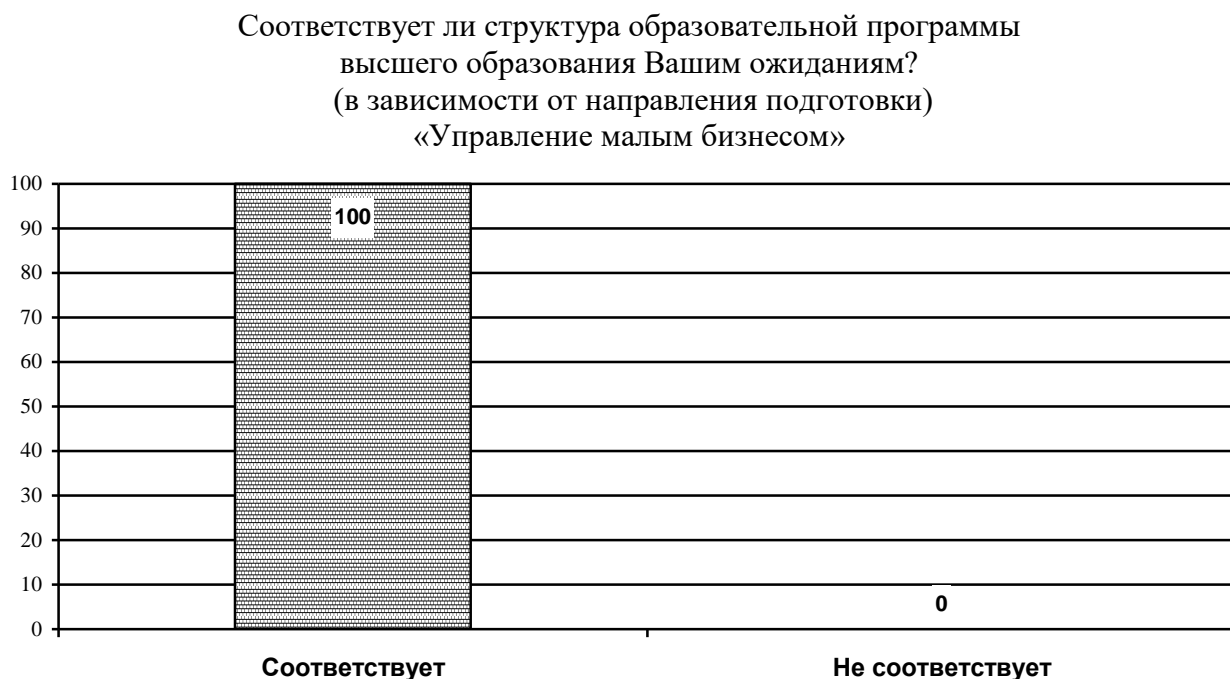 Соответствует ли структура образовательной программы
высшего образования Вашим ожиданиям?
(в зависимости от направления подготовки)
«Управление малым бизнесом»
100
90
80
70
60
50
40
30
20
10
0
100
0
Соответствует
Не соответствует